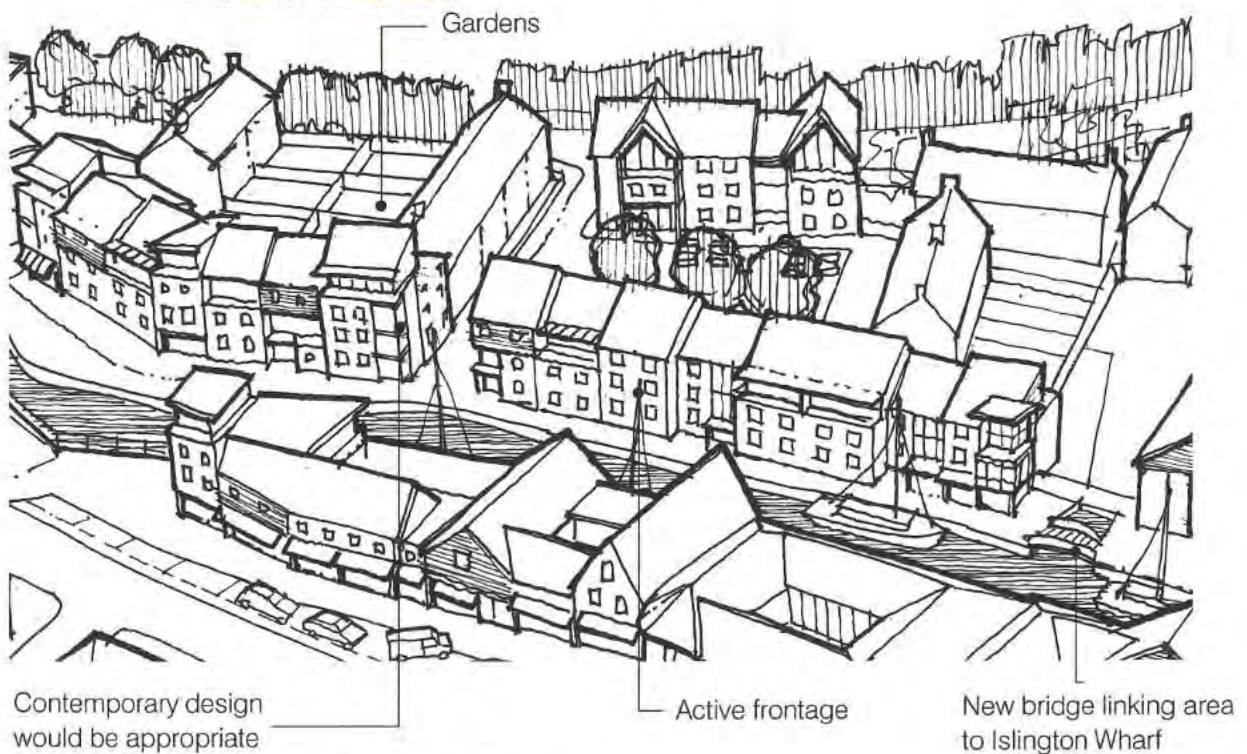 Gardens
Contemporary design
would be appropriate
Active frontage
New bridge linking area
to Islington Wharf